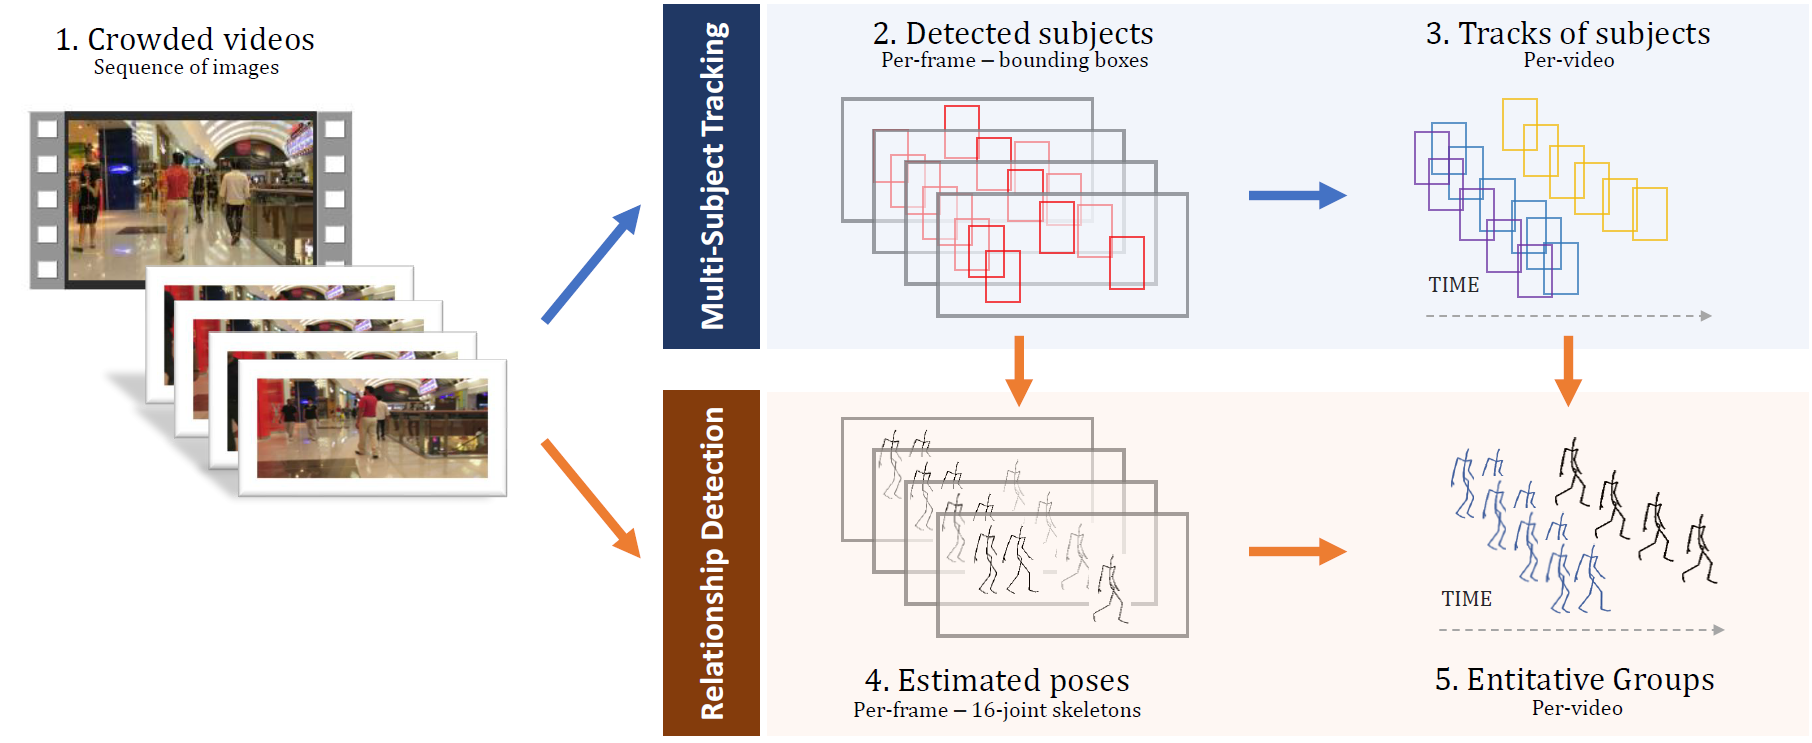 1. Crowded videos
Sequence of images
Multi-Subject Tracking
2. Detected subjects
Per-frame – bounding boxes
3. Tracks of subjects
Per-video
TIME
Relationship Detection
TIME
4. Estimated poses
Per-frame – 16-joint skeletons
5. Entitative Groups
Per-video